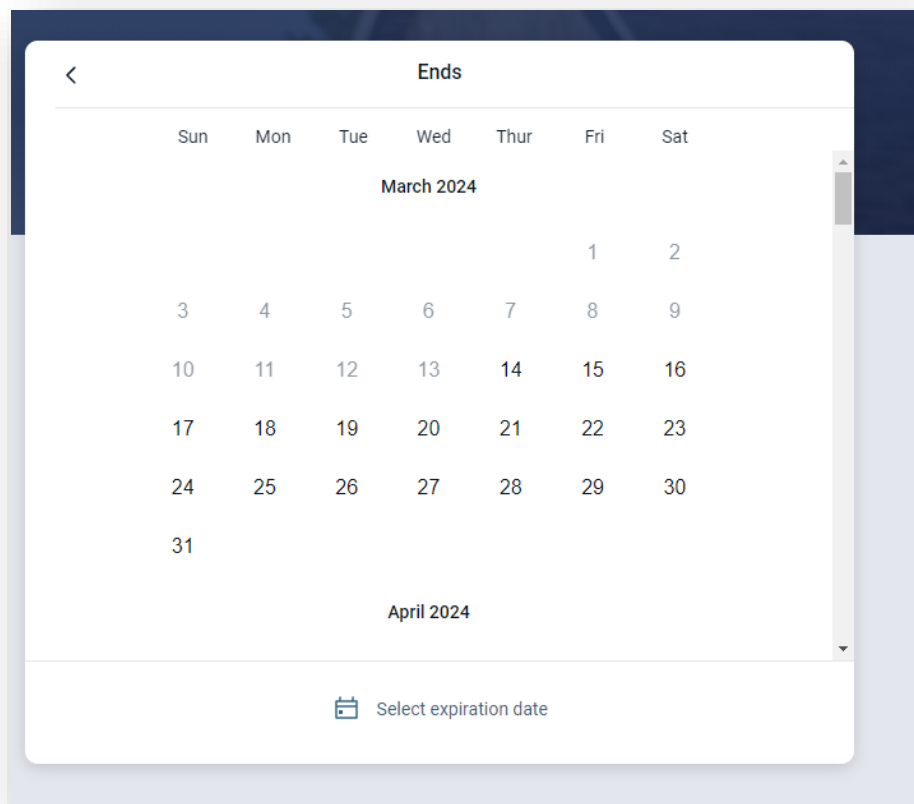 Ends
Sun Mon Tue Wed Thur Fri Sat
March 2024
1 2
3 4 5 6 7 8 9
10 11 12 13 14 15 16
17 18 19 20 21 22 23
24 25 26 27 28 29 30
31
April 2024
Select expiration date